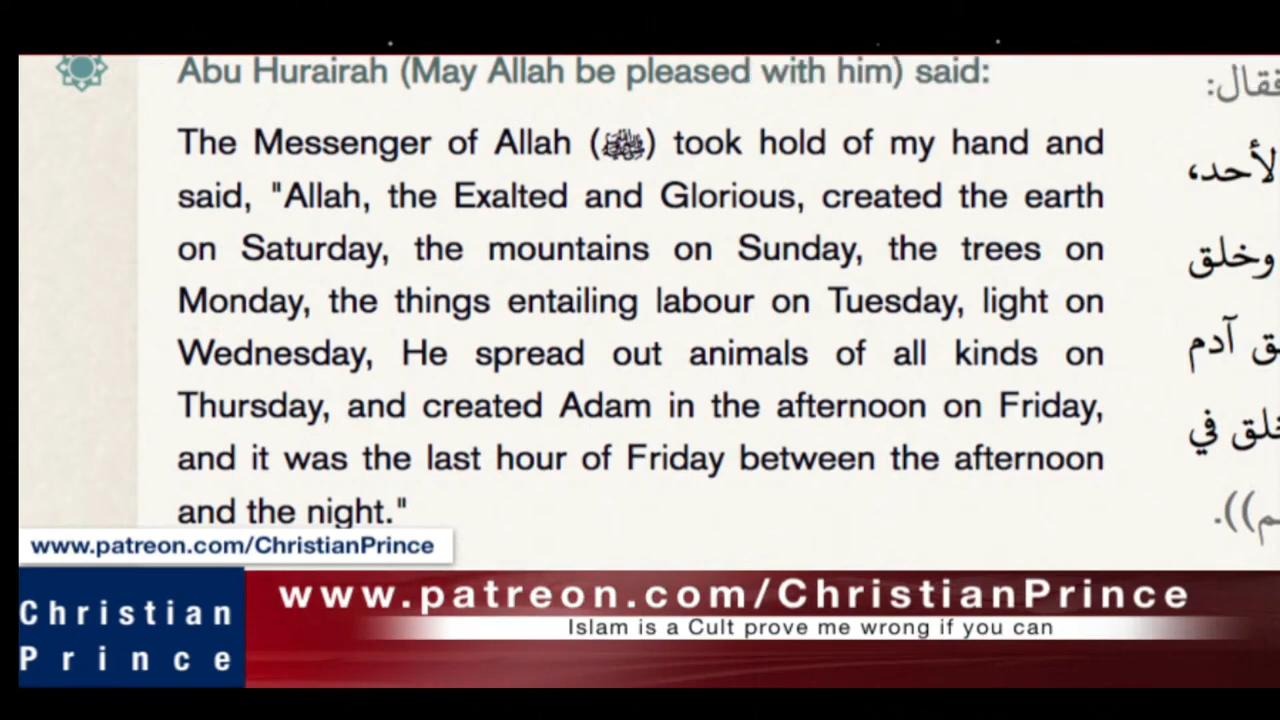 Abu Hurairah (May Allah be pleased with him) said:
The Messenger of Allah (ﷺ) took hold of my hand and
said, "Allah, the Exalted and Glorious, created the earth
on Saturday, the mountains on Sunday, the trees on
Monday, the things entailing labour on Tuesday, light on
Wednesday, He spread out animals of all kinds on
Thursday, and created Adam in the afternoon on Friday,
and it was the last hour of Friday between the afternoon
and the night."
فقال:
لأحد،
وخلق
ق آدم
خلق في
م)).
www.patreon.com/ChristianPrince
Christian
Prince
www.patreon.com/ChristianPrince
Islam is a Cult prove me wrong if you can